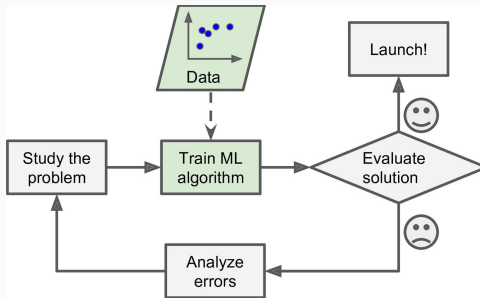 Data
Launch!
Study the
problem
Train ML
algorithm
Evaluate
solution
Analyze
errors